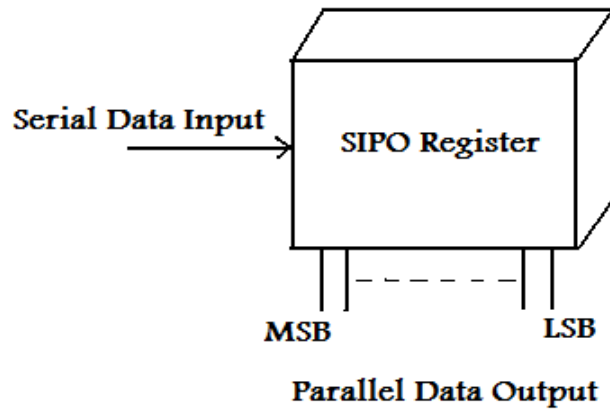 Serial Data Input
SIPO Register
MSB
LSB
Parallel Data Output